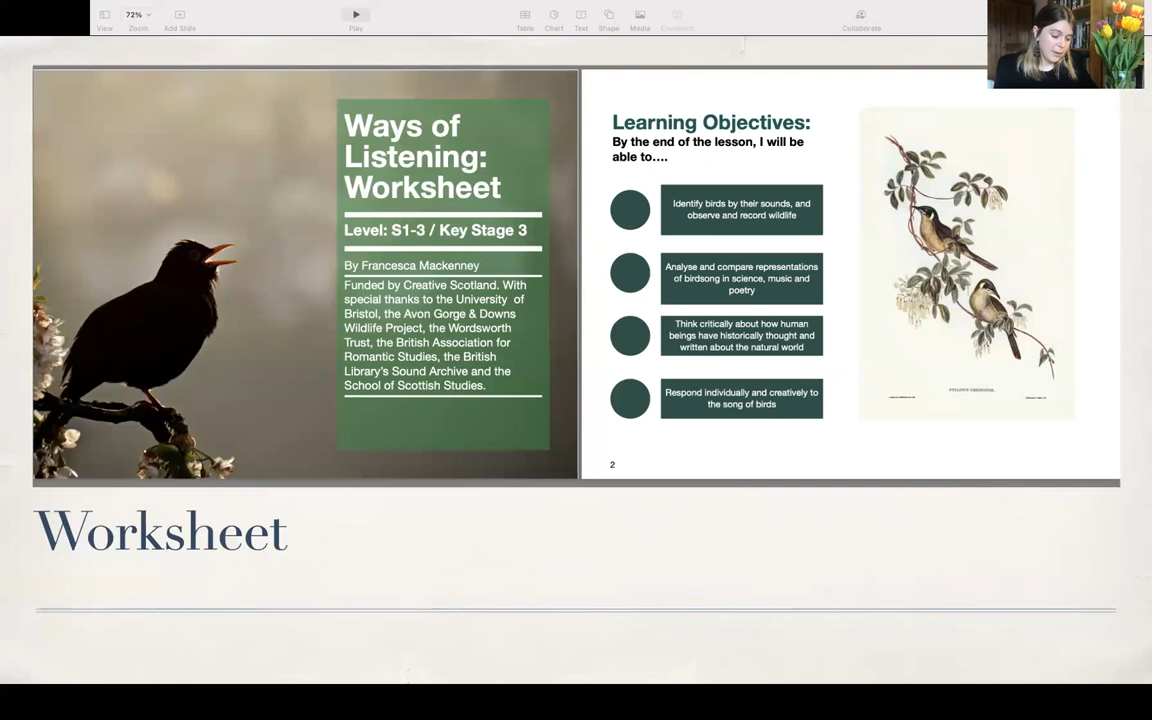 72%
View
Zoom
Add Slide
Play
Table
Chart
Text
Shape
Media
Comment
Collaborate
Ways of
Listening:
Worksheet
Level: S1-3 / Key Stage 3
By Francesca Mackenney
Funded by Creative Scotland. With
special thanks to the University of
Bristol, the Avon Gorge & Downs
Wildlife Project, the Wordsworth
Trust, the British Association for
Romantic Studies, the British
Library's Sound Archive and the
School of Scottish Studies.
Learning Objectives:
By the end of the lesson, I will be
able to....
Identify birds by their sounds, and
observe and record wildlife
Analyse and compare representations
of birdsong in science, music and
poetry
Think critically about how human
beings have historically thought and
written about the natural world
Respond individually and creatively to
the song of birds
2
Worksheet